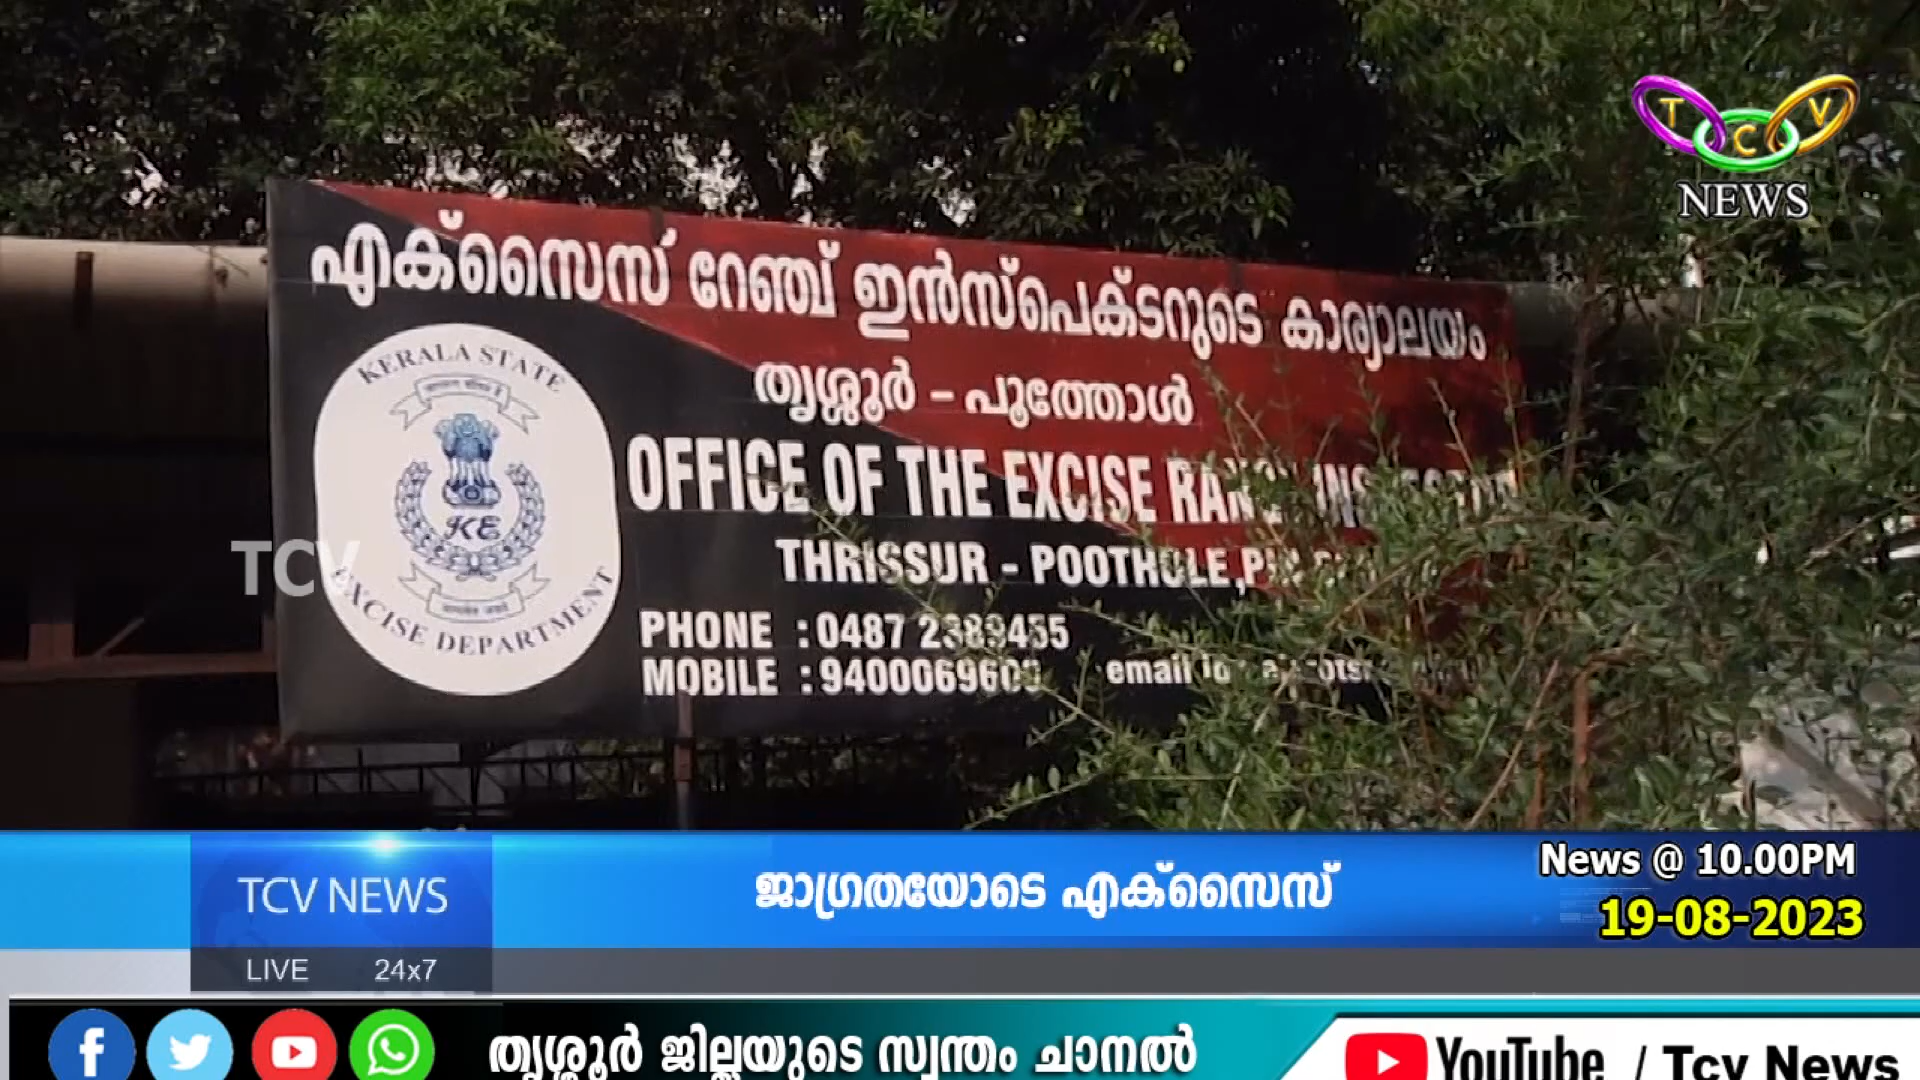 T C V
NEWS
എക്സൈസ് റേഞ്ച് ഇൻസ്പെക്ടറുടെ കാര്യാലയം
തൃശ്ശൂർ - പൂത്തോൾ
OFFICE OF THE EXCISE
THRISSUR - POOTHOLE,
PHONE : 0487 2389455
MOBILE : email
KERALA STATE
KE
EXCISE DEPARTMENT
TCV
TCV NEWS
LIVE 24x7
ജാഗ്രതയോടെ എക്സൈസ്
News @ 10.00PM
19-08-2023
തൃശ്ശൂർ ജില്ലയുടെ സ്വന്തം ചാനൽ
YouTube / Tcv News